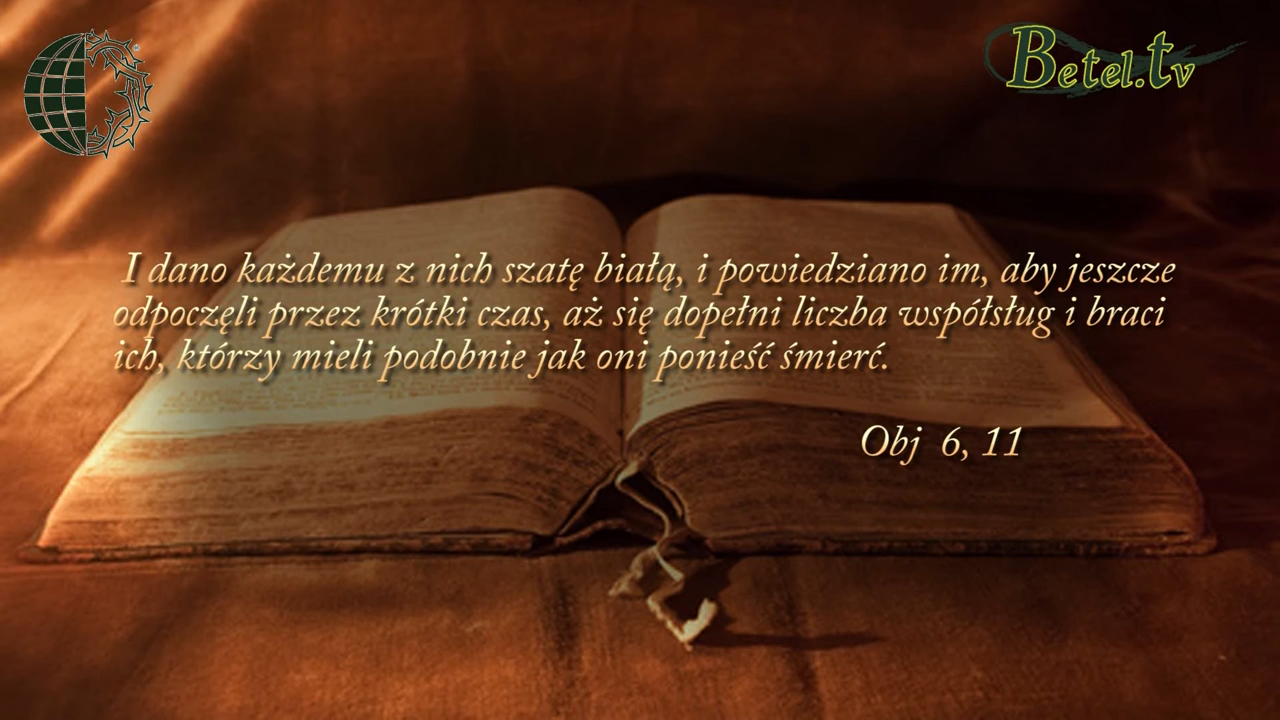 Betel.tv
I dano każdemu z nich szatę białą, i powiedziano im, aby jeszcze
odpoczęli przez krótki czas, aż się dopełni liczba współsług i braci
ich, którzy mieli podobnie jak oni ponieść śmierć.
Obj 6, 11